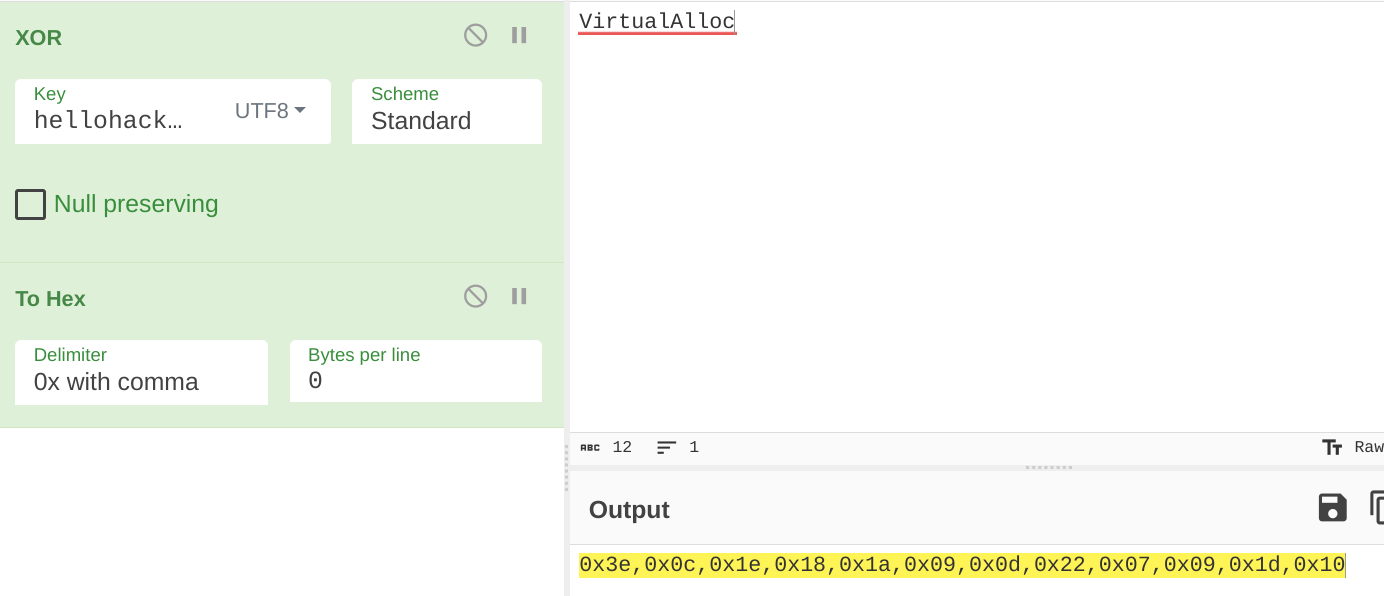 XOR
Key
hellohack…
UTF8
Scheme
Standard
Null preserving
To Hex
Delimiter
0x with comma
Bytes per line
0
VirtualAlloc
ABC 12
1
Tт Raw
Output
0x3e,0x0c,0x1e,0x18,0x1a,0x09,0x0d,0x22,0x07,0x09,0x1d,0x10